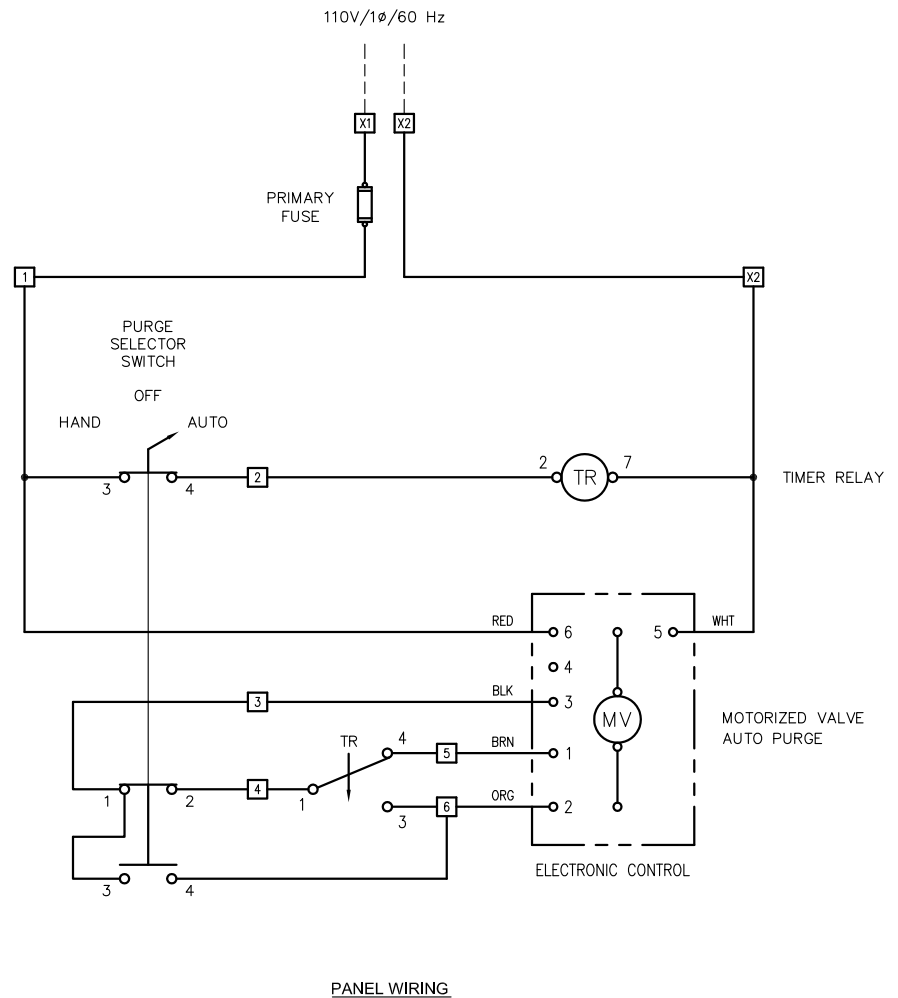 110V/1ø/60 Hz
X1
X2
PRIMARY
FUSE
1
X2
PURGE
SELECTOR
SWITCH
OFF
HAND
AUTO
3
4
2
2
TR
7
TIMER RELAY
RED
6
5
WHT
4
3
BLK
3
MV
MOTORIZED VALVE
AUTO PURGE
TR
4
5
BRN
1
1
2
4
1
3
6
ORG
2
3
4
ELECTRONIC CONTROL
PANEL WIRING